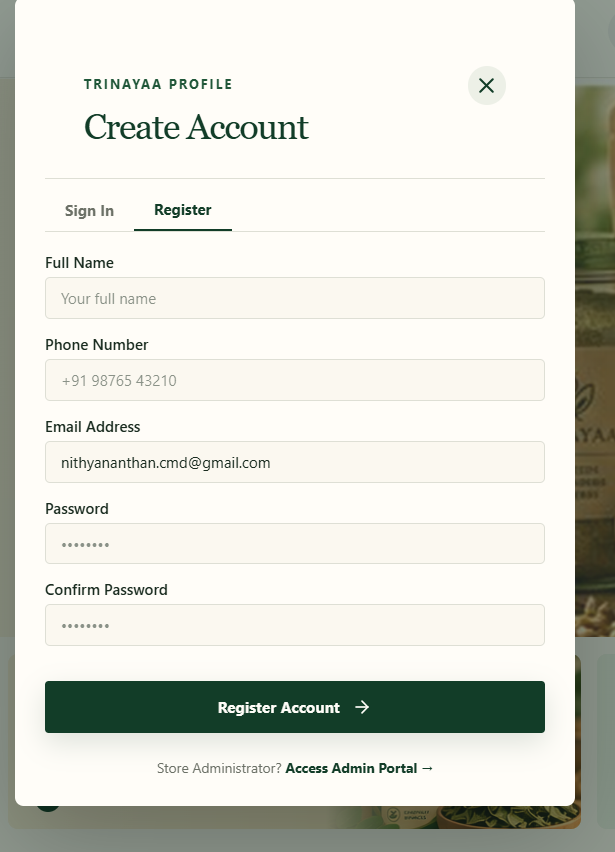 TRINAYAA PROFILE
Create Account
Sign In
Register
Full Name
Your full name
Phone Number
+91 98765 43210
Email Address
nithyananthan.cmd@gmail.com
Password
••••••••
Confirm Password
••••••••
Register Account →
Store Administrator? Access Admin Portal →